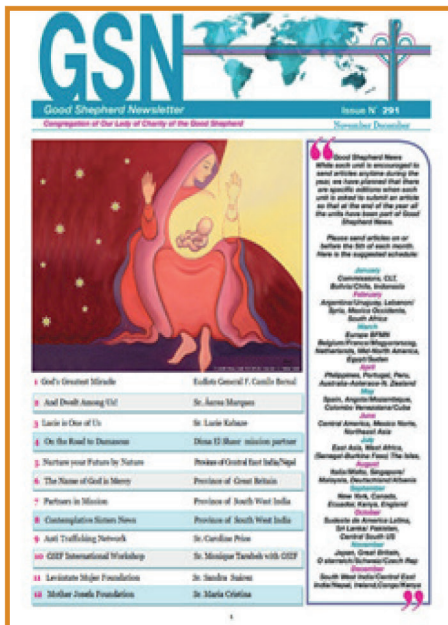 GSN
Good Shepherd Newsletter
Issue N° 291
Congregation of Our Lady of Charity of the Good Shepherd
November December
Good Shepherd News
While each unit is encouraged to
send articles anytime during the
year, we have planned that there
are specific editions when each
unit is asked to submit an article
so that at the end of the year all
the units have been part of Good
Shepherd News.
Please send articles on or
before the 5th of each month.
Here is the suggested schedule:
January
Commissions, CLT,
Bolivia/Chile, Indonesia
February
Argentina/Uruguay, Lebanon/
Syria, Mexico Occidente,
South Africa
March
Europe BFMN
Belgium/France/Magyarorszag,
Netherlands, Mid-North America,
Egypt/Sudan
April
Philippines, Portugal, Peru,
Australia-Aotearoa-N. Zealand
May
Spain, Angola/Mozambique,
Colombo Venezolana/Cuba
June
Central America, Mexico Norte,
Northeast Asia
July
East Asia, West Africa,
(Senegal-Burkina Faso) The Isles,
August
Italia/Malta, Singapore/
Malaysia, Deutschland/Albania
September
New York, Canada,
Ecuador, Kenya, England
October
Sudeste de America Latina,
Sri Lanka/ Pakistan,
Central South US
November
Japan, Great Britain,
O sterreich/Schweiz/Czech Rep
December
South West India/Central East
India/Nepal, Ireland,Congo/Kenya
1 God's Greatest Miracle Eudists General F. Camilo Bernal
2 And Dwelt Among Us! Sr. Áurea Marques
3 Lucie is One of Us Sr. Lucie Kabaze
4 On the Road to Damascus Dima El Shaer mission partner
5 Nurture your Future by Nature Province of Central East India/Nepal
6 The Name of God is Mercy Province of Great Britain
7 Partners in Mission Province of South West India
8 Contemplative Sisters News Province of South West India
9 Anti Trafficking Network Sr. Caroline Price
10 GSIF International Workshop Sr. Monique Tarabeh with GSIF
11 Levántate Mujer Foundation Sr. Sandra Suárez
12 Mother Josefa Foundation Sr. Maria Cristina
1